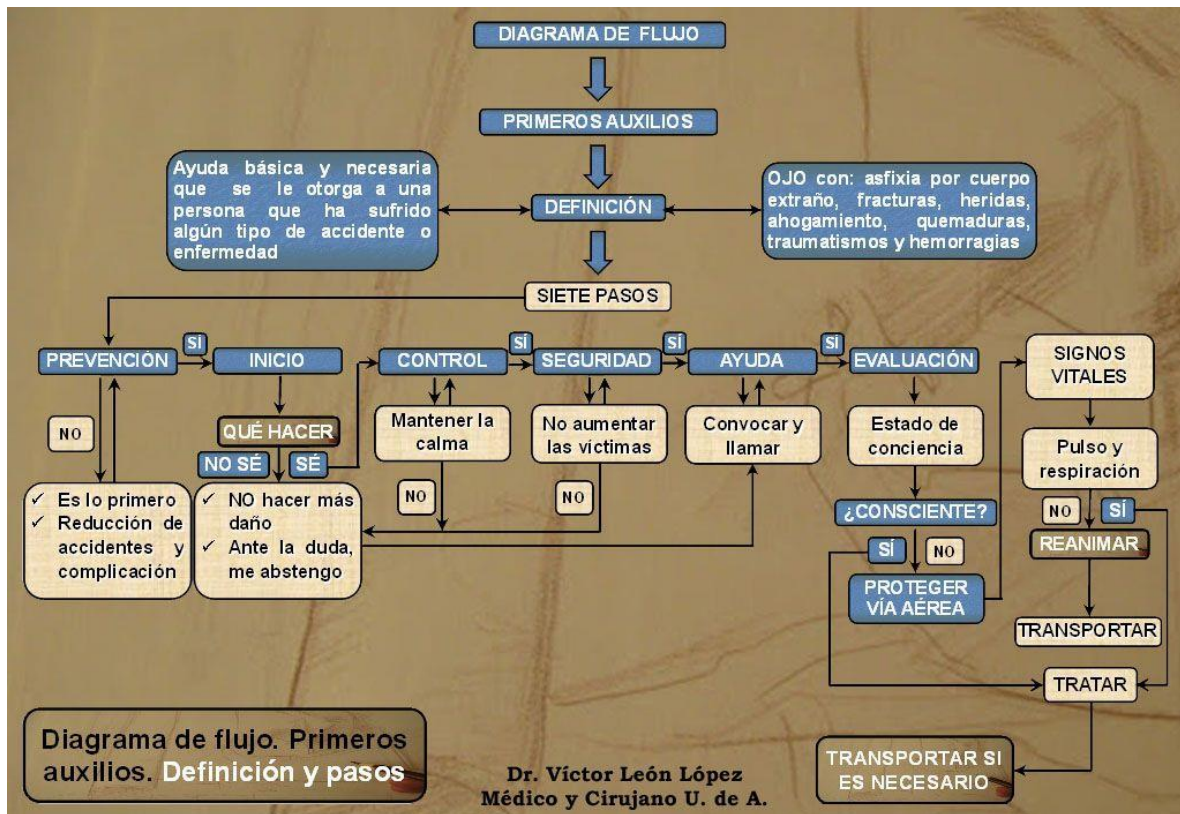 DIAGRAMA DE FLUJO
PRIMEROS AUXILIOS
Ayuda básica y necesaria
que se le otorga a una
persona que ha sufrido
algún tipo de accidente o
enfermedad
DEFINICIÓN
OJO con: asfixia por cuerpo
extraño, fracturas, heridas,
ahogamiento, quemaduras,
traumatismos y hemorragias
SIETE PASOS
PREVENCIÓN
SÍ
INICIO
CONTROL
SÍ
SEGURIDAD
SÍ
AYUDA
SÍ
EVALUACIÓN
SIGNOS
VITALES
NO
QUÉ HACER
NO SÉ
SÉ
Mantener la
calma
No aumentar
las víctimas
Convocar y
llamar
Estado de
conciencia
Pulso y
respiración
✓ Es lo primero
✓ Reducción de
accidentes y
complicación
✓ NO hacer más
daño
✓ Ante la duda,
me abstengo
NO
NO
¿CONSCIENTE?
SÍ
NO
PROTEGER
VÍA AÉREA
NO
SÍ
REANIMAR
TRANSPORTAR
TRATAR
TRANSPORTAR SI
ES NECESARIO
Diagrama de flujo. Primeros
auxilios. Definición y pasos
Dr. Víctor León López
Médico y Cirujano U. de A.